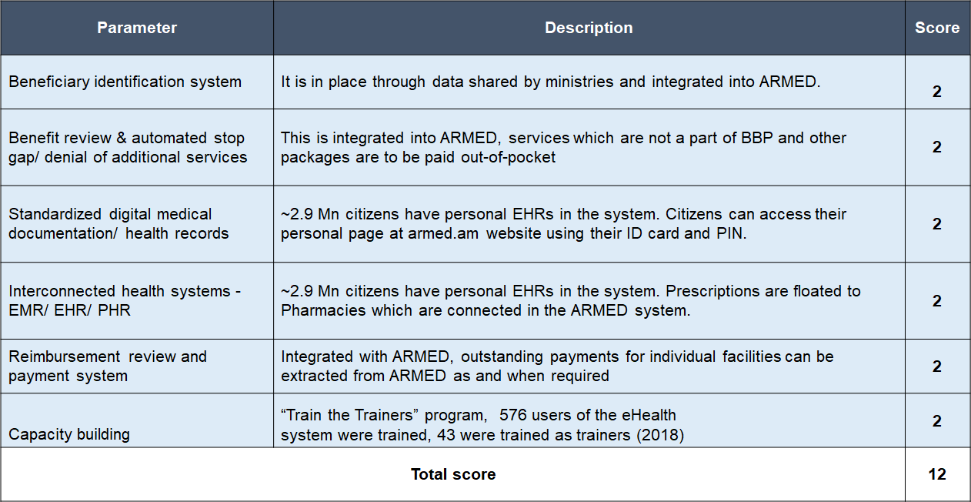 Parameter
Description
Score
Beneficiary identification system
It is in place through data shared by ministries and integrated into ARMED.
2
Benefit review & automated stop
gap/ denial of additional services
This is integrated into ARMED, services which are not a part of BBP and other
packages are to be paid out-of-pocket
2
Standardized digital medical
documentation/ health records
~2.9 Mn citizens have personal EHRs in the system. Citizens can access their
personal page at armed.am website using their ID card and PIN.
2
Interconnected health systems -
EMR/ EHR/ PHR
~2.9 Mn citizens have personal EHRs in the system. Prescriptions are floated to
Pharmacies which are connected in the ARMED system.
2
Reimbursement review and
payment system
Integrated with ARMED, outstanding payments for individual facilities can be
extracted from ARMED as and when required
2
Capacity building
“Train the Trainers” program, 576 users of the eHealth
system were trained, 43 were trained as trainers (2018)
2
Total score
12